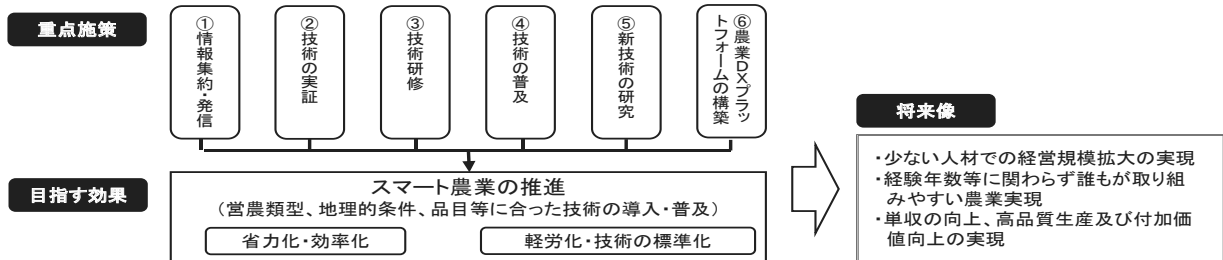 重点施策
①情報集約・発信
②技術の実証
③技術研修
④技術の普及
⑤新技術の研究
⑥農業DXプラッ
トフォームの構築
目指す効果
スマート農業の推進
（営農類型、地理的条件、品目等に合った技術の導入・普及）
省力化・効率化
軽労化・技術の標準化
将来像
・少ない人材での経営規模拡大の実現
・経験年数等に関わらず誰もが取り組
みやすい農業実現
・単収の向上、高品質生産及び付加価
値向上の実現